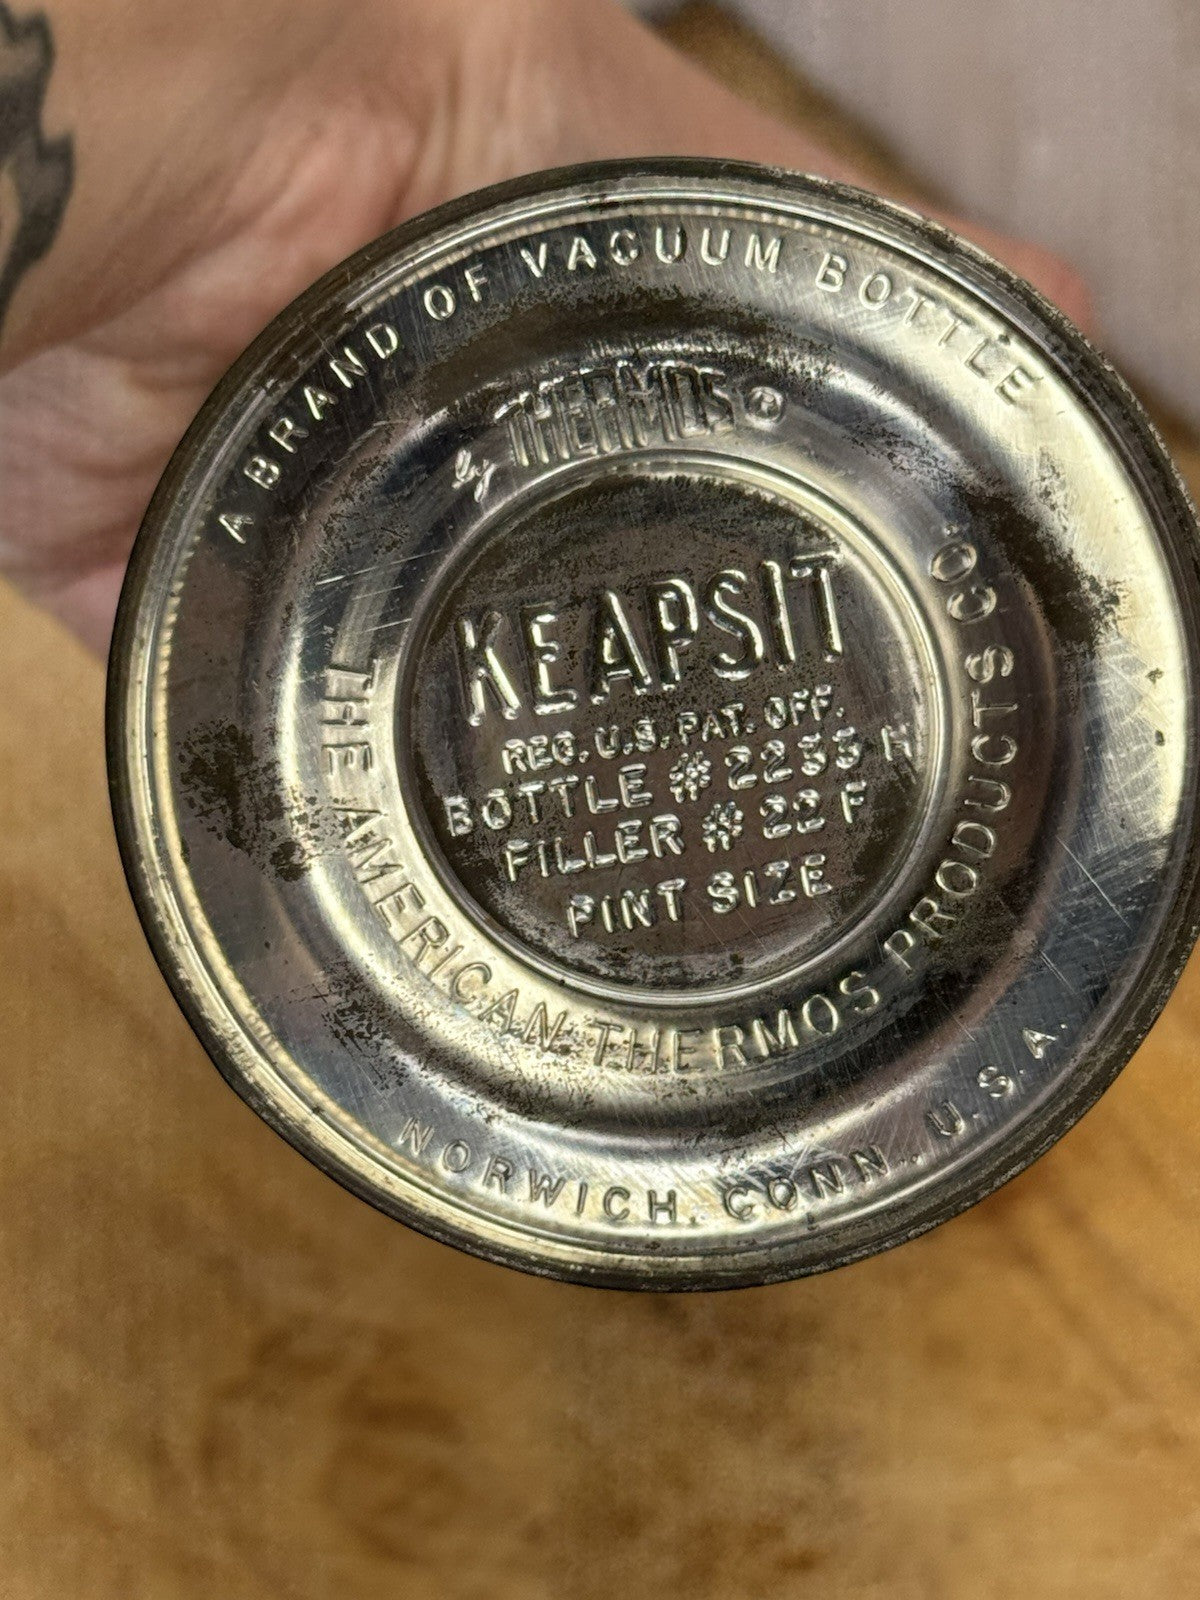 A BRAND OF VACUUM BOTTLE
by THERMOS®
KEAPSIT
REG. U.S. PAT. OFF.
BOTTLE # 2233 H
FILLER # 22 F
PINT SIZE
THE AMERICAN THERMOS PRODUCTS CO.
NORWICH, CONN., U.S.A.